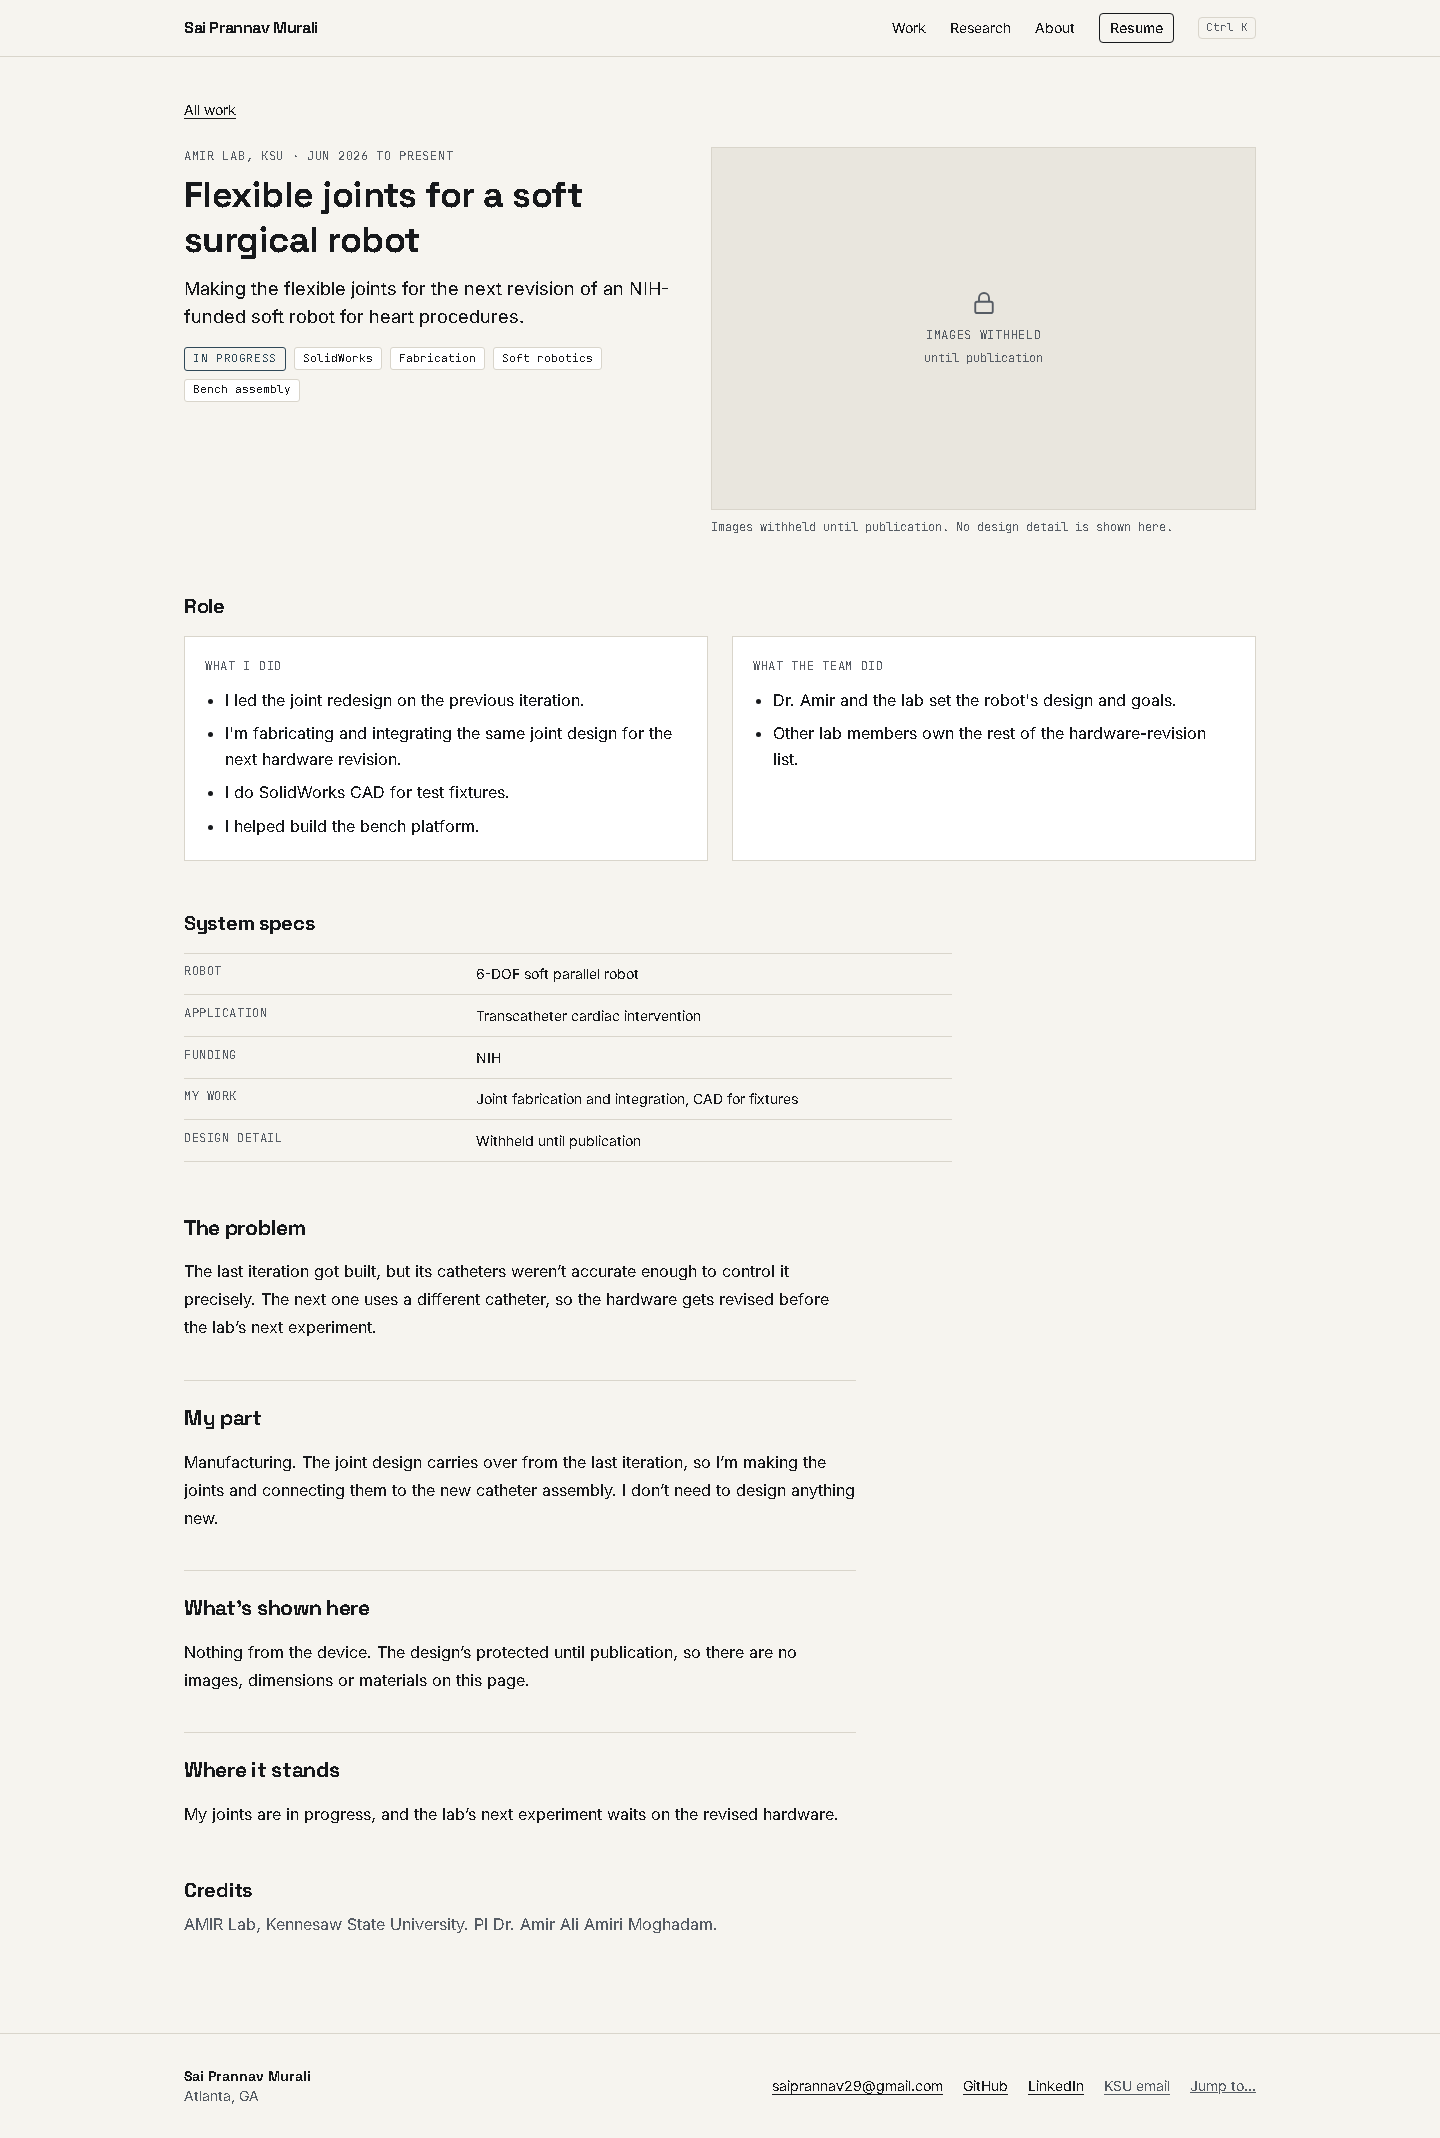 Sai Prannav Murali
Work
Research
About
Resume
Ctrl K
All work
AMIR LAB, KSU · JUN 2026 TO PRESENT
Flexible joints for a soft
surgical robot
Making the flexible joints for the next revision of an NIH-
funded soft robot for heart procedures.
IN PROGRESS
SolidWorks
Fabrication
Soft robotics
Bench assembly
IMAGES WITHHELD
until publication
Images withheld until publication. No design detail is shown here.
Role
WHAT I DID
• I led the joint redesign on the previous iteration.
• I'm fabricating and integrating the same joint design for the
next hardware revision.
• I do SolidWorks CAD for test fixtures.
• I helped build the bench platform.
WHAT THE TEAM DID
• Dr. Amir and the lab set the robot's design and goals.
• Other lab members own the rest of the hardware-revision
list.
System specs
ROBOT
6-DOF soft parallel robot
APPLICATION
Transcatheter cardiac intervention
FUNDING
NIH
MY WORK
Joint fabrication and integration, CAD for fixtures
DESIGN DETAIL
Withheld until publication
The problem
The last iteration got built, but its catheters weren’t accurate enough to control it
precisely. The next one uses a different catheter, so the hardware gets revised before
the lab’s next experiment.
My part
Manufacturing. The joint design carries over from the last iteration, so I’m making the
joints and connecting them to the new catheter assembly. I don’t need to design anything
new.
What’s shown here
Nothing from the device. The design’s protected until publication, so there are no
images, dimensions or materials on this page.
Where it stands
My joints are in progress, and the lab’s next experiment waits on the revised hardware.
Credits
AMIR Lab, Kennesaw State University. PI Dr. Amir Ali Amiri Moghadam.
Sai Prannav Murali
Atlanta, GA
saiprannav29@gmail.com
GitHub
LinkedIn
KSU email
Jump to...